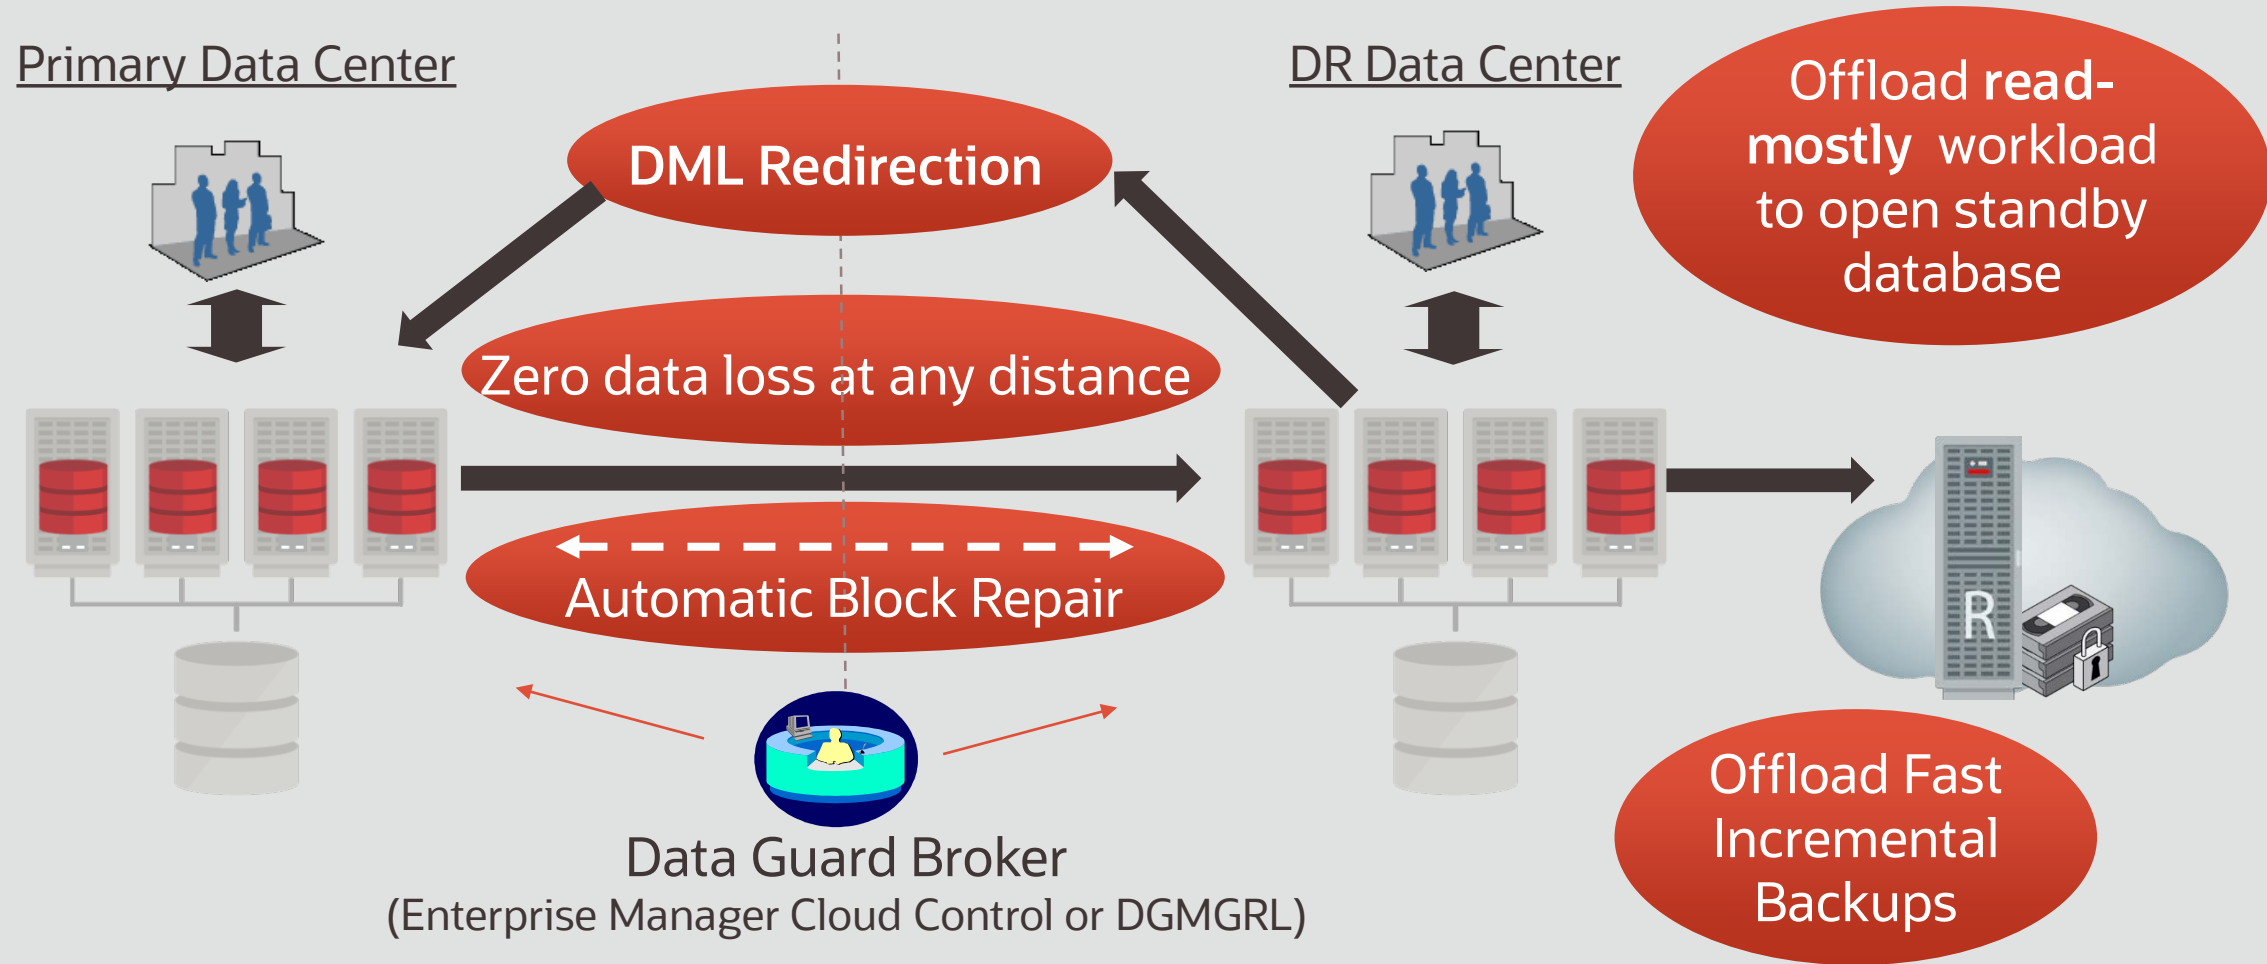 Primary Data Center
DR Data Center
Offload read-
mostly workload
to open standby
database
DML Redirection
Zero data loss at any distance
Automatic Block Repair
R
Data Guard Broker
(Enterprise Manager Cloud Control or DGMGRL)
Offload Fast
Incremental
Backups